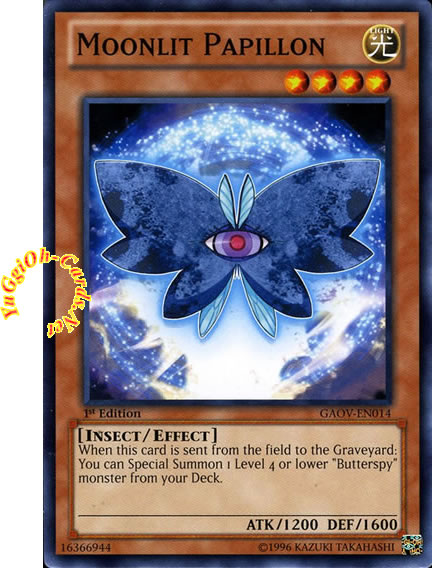 MOONLIT PAPILLON
LIGHT
光
YuGgiOh-Cards.Net
1st Edition
GAOV-EN014
[INSECT/EFFECT]
When this card is sent from the field to the Graveyard:
You can Special Summon 1 Level 4 or lower "Butterspy"
monster from your Deck.
ATK/1200 DEF/1600
16366944
©1996 KAZUKI TAKAHASHI